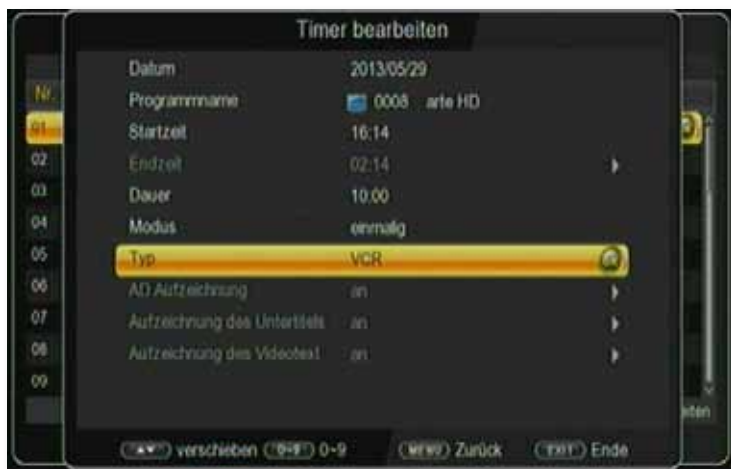 Timer bearbeiten
Datum 2013/05/29
Nr. Programmname 0008 arte HD
01 Startzeit 16:14
02 Endzeit 02:14
03 Dauer 10:00
04 Modus einmalig
05 Typ VCR
06 AD Aufzeichnung an
07 Aufzeichnung des Untertitels an
08 Aufzeichnung des Videotext an
09
eiten
verschieben 0-9 0-9 MENU Zurück EXIT Ende